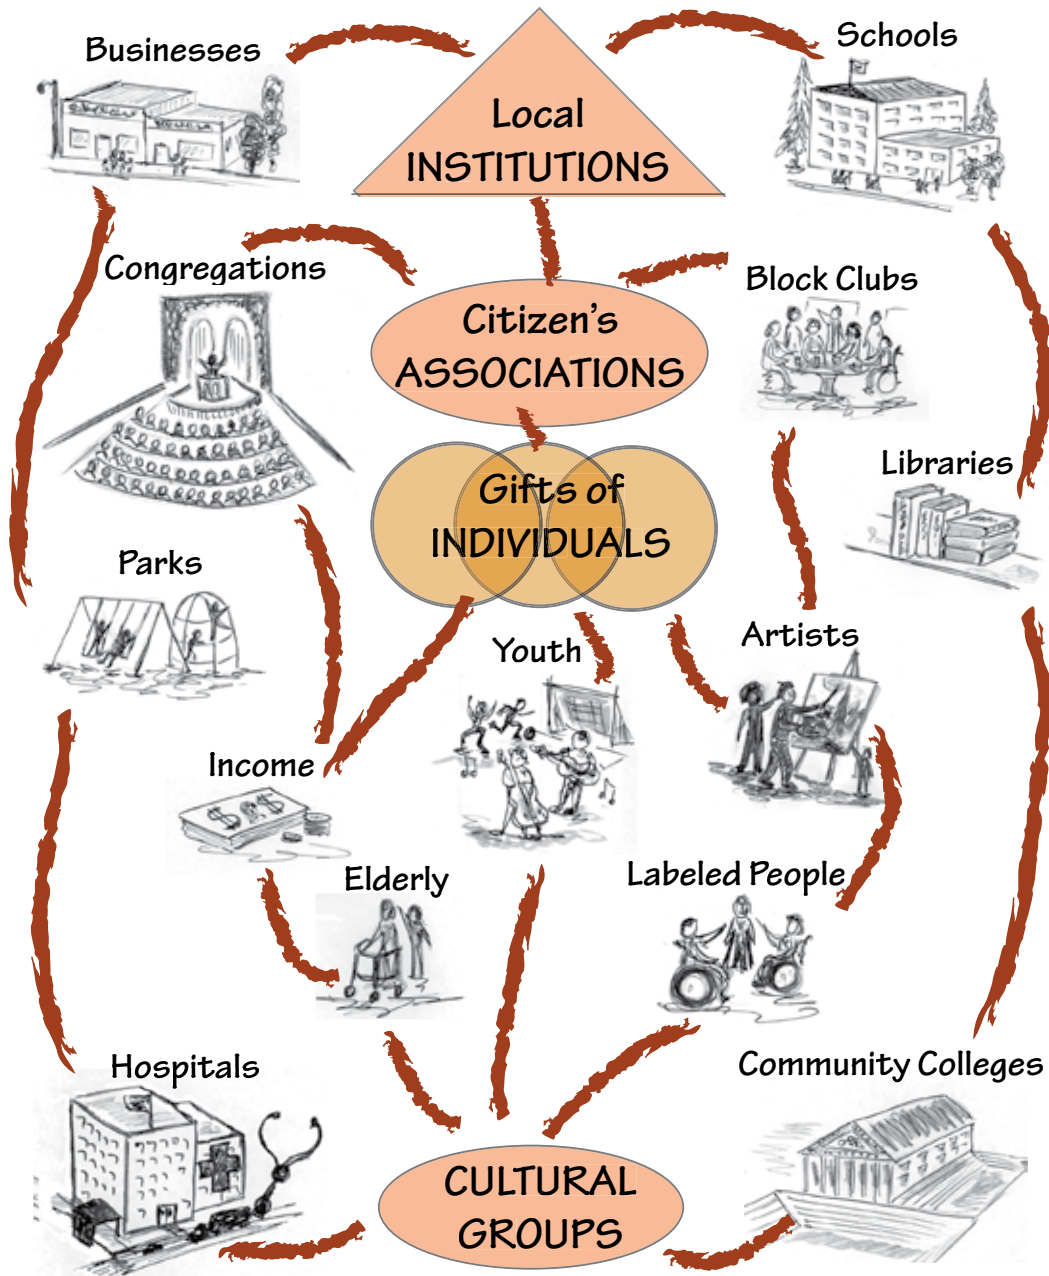 Businesses
Schools
Local
INSTITUTIONS
Congregations
Block Clubs
Citizen's
ASSOCIATIONS
Libraries
Gifts of
INDIVIDUALS
Parks
Youth
Artists
Income
$ $
Elderly
Labeled People
Hospitals
Community Colleges
CULTURAL
GROUPS